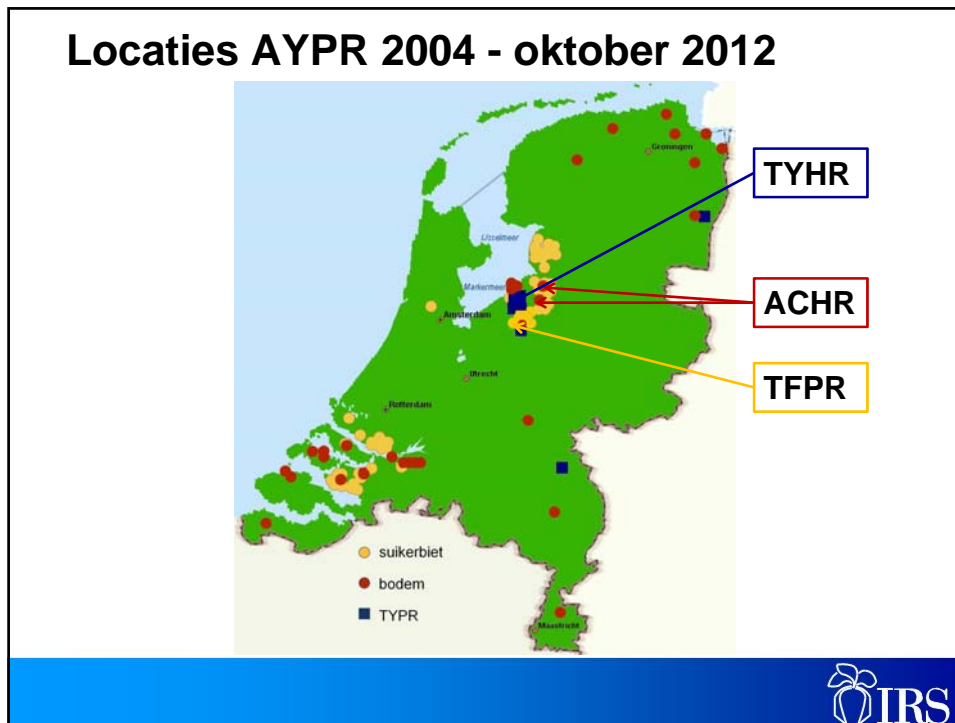 Locaties AYPR 2004 - oktober 2012
Groningen
TYHR
IJsselmeer
Markermeer
ACHR
Amsterdam
TFPR
Utrecht
Rotterdam
suikerbiet
bodem
TYPR
Maastricht
IRS